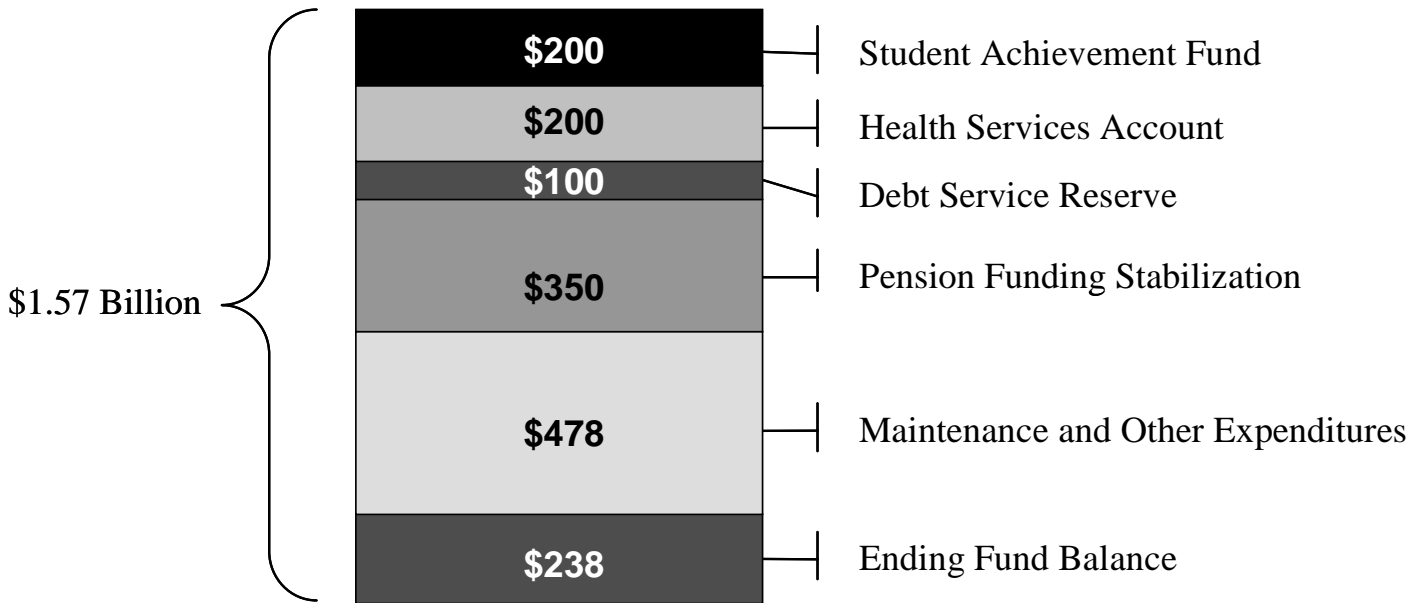 $200 Student Achievement Fund
$200 Health Services Account
$100 Debt Service Reserve
$350 Pension Funding Stabilization
$1.57 Billion
$478 Maintenance and Other Expenditures
$238 Ending Fund Balance